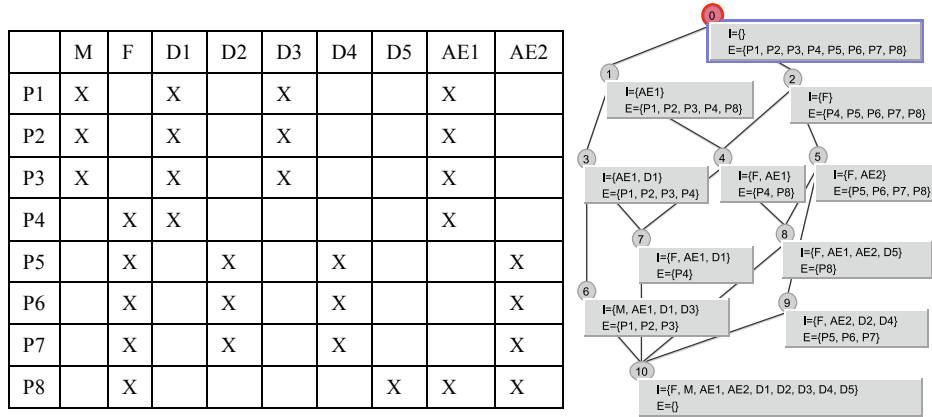 M F D1 D2 D3 D4 D5 AE1 AE2
P1 X X X X
P2 X X X X
P3 X X X X
P4 X X X
P5 X X X X
P6 X X X X
P7 X X X X
P8 X X X X
0
I={}
E={P1, P2, P3, P4, P5, P6, P7, P8}
1
I={AE1}
E={P1, P2, P3, P4, P8}
2
I={F}
E={P4, P5, P6, P7, P8}
3
I={AE1, D1}
E={P1, P2, P3, P4}
4
I={F, AE1}
E={P4, P8}
5
I={F, AE2}
E={P5, P6, P7, P8}
7
I={F, AE1, D1}
E={P4}
8
I={F, AE1, AE2, D5}
E={P8}
6
I={M, AE1, D1, D3}
E={P1, P2, P3}
9
I={F, AE2, D2, D4}
E={P5, P6, P7}
10
I={F, M, AE1, AE2, D1, D2, D3, D4, D5}
E={}